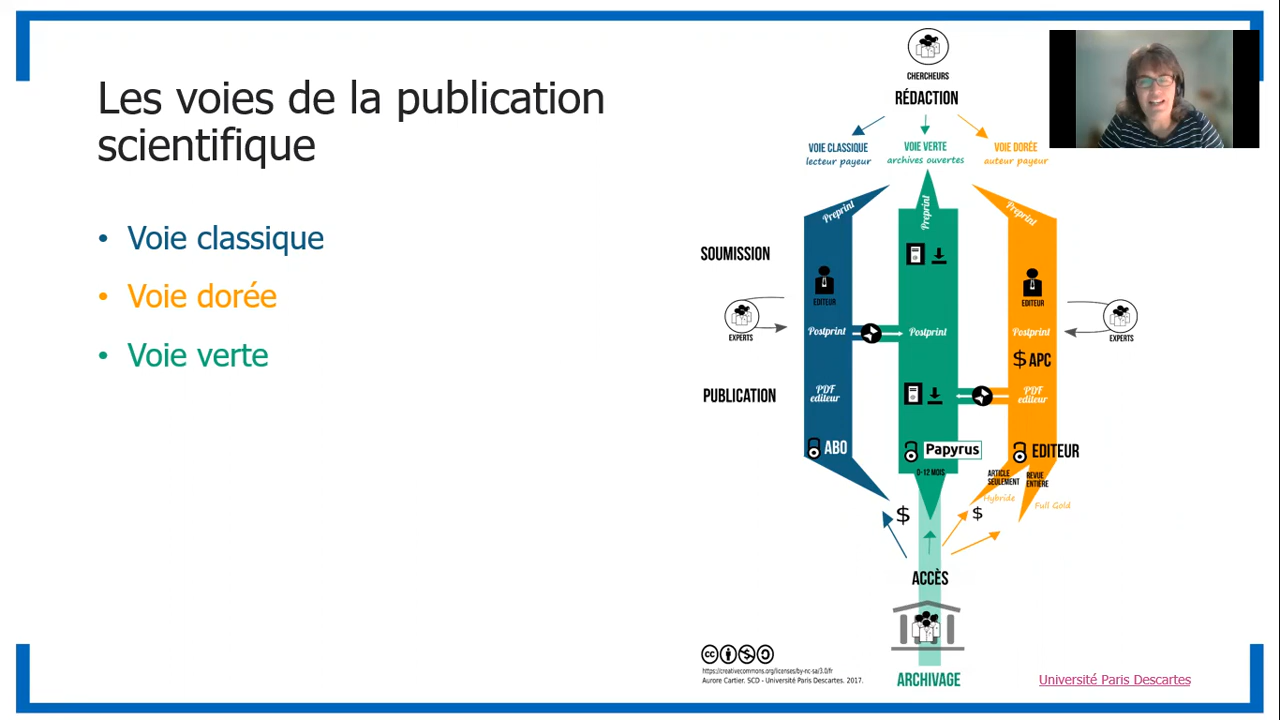 Les voies de la publication
scientifique
• Voie classique
• Voie dorée
• Voie verte
CHERCHEURS
RÉDACTION
VOIE CLASSIQUE
lecteur payeur
VOIE VERTE
archives ouvertes
VOIE DORÉE
auteur payeur
Preprint
Preprint
Preprint
SOUMISSION
EDITEUR
EDITEUR
EXPERTS
Postprint
Postprint
Postprint
EXPERTS
$ APC
PUBLICATION
PDF
editeur
PDF
editeur
ABO
Papyrus
EDITEUR
0-12 MOIS
ARTICLE
SEULEMENT
REVUE
ENTIÈRE
Hybride
Full Gold
$
$
ACCÈS
ARCHIVAGE
cc
https://creativecommons.org/licenses/by-nc-sa/3.0/fr
Aurore Cartier. SCD - Université Paris Descartes. 2017.
Université Paris Descartes